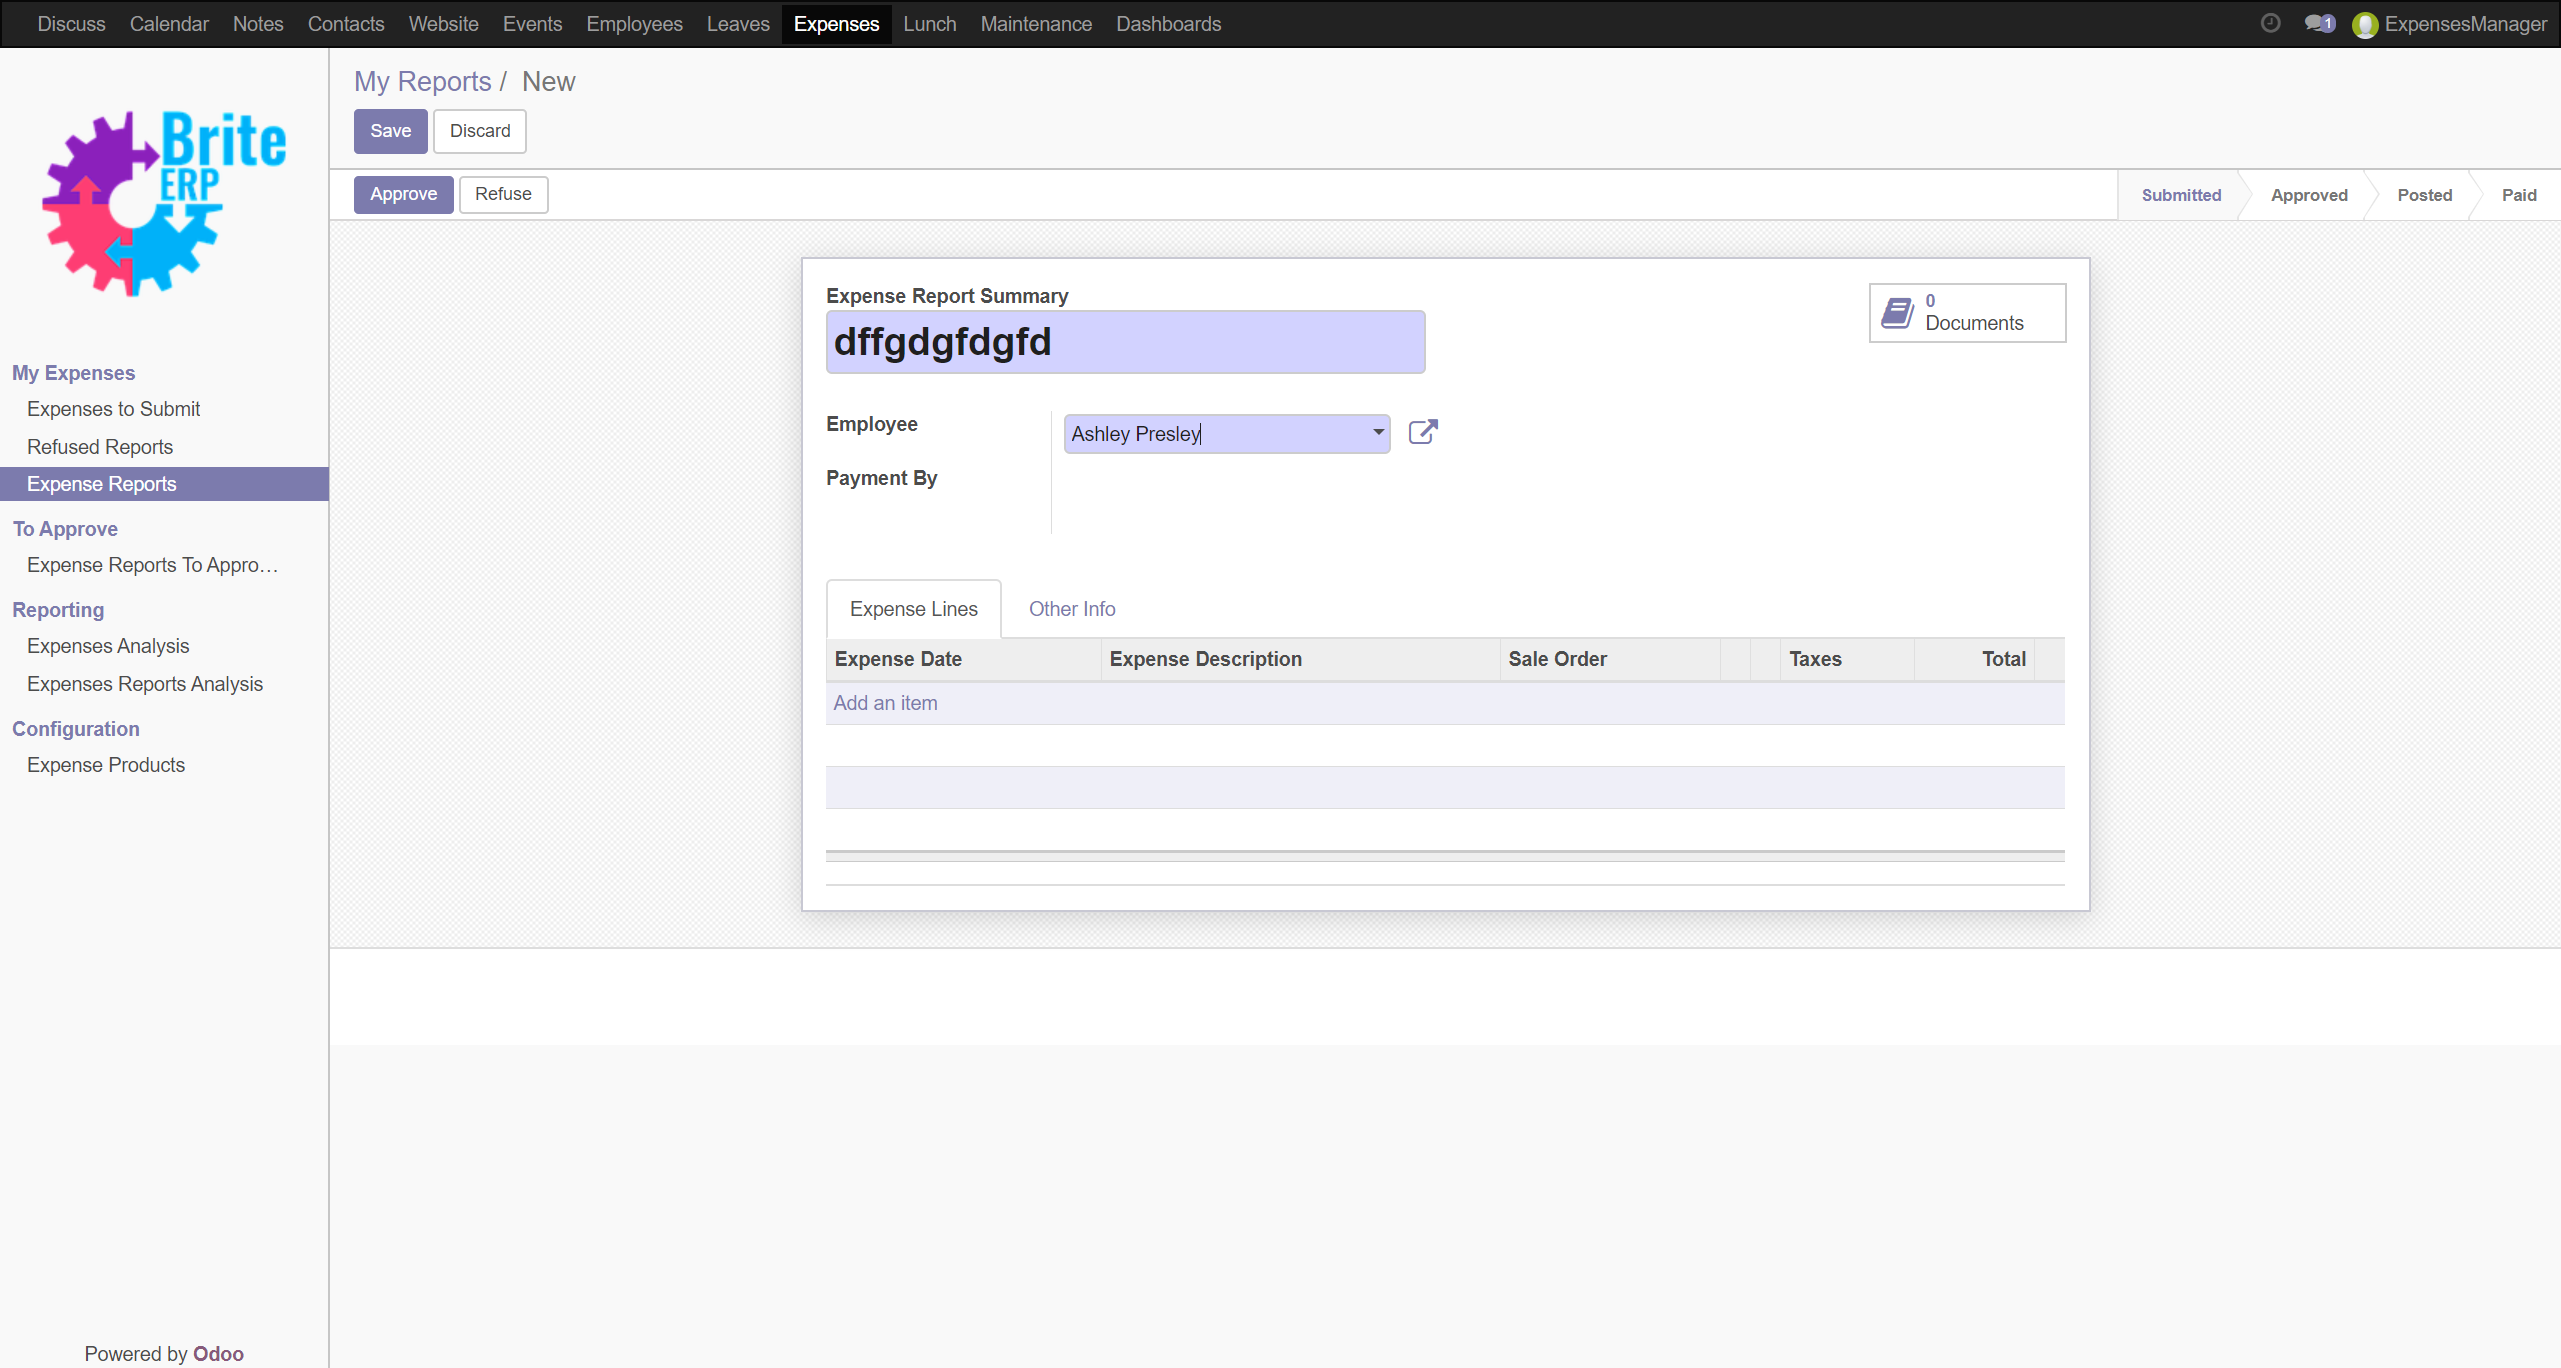 Discuss Calendar Notes Contacts Website Events Employees Leaves Expenses Lunch Maintenance Dashboards 1 ExpensesManager
Brite
ERP
My Expenses
Expenses to Submit
Refused Reports
Expense Reports
To Approve
Expense Reports To Appro…
Reporting
Expenses Analysis
Expenses Reports Analysis
Configuration
Expense Products
Powered by Odoo
My Reports / New
Save Discard
Approve Refuse
Submitted Approved Posted Paid
Expense Report Summary
dffgdgfdgfd
0
Documents
Employee
Ashley Presley
Payment By
Expense Lines Other Info
Expense Date Expense Description Sale Order Taxes Total
Add an item